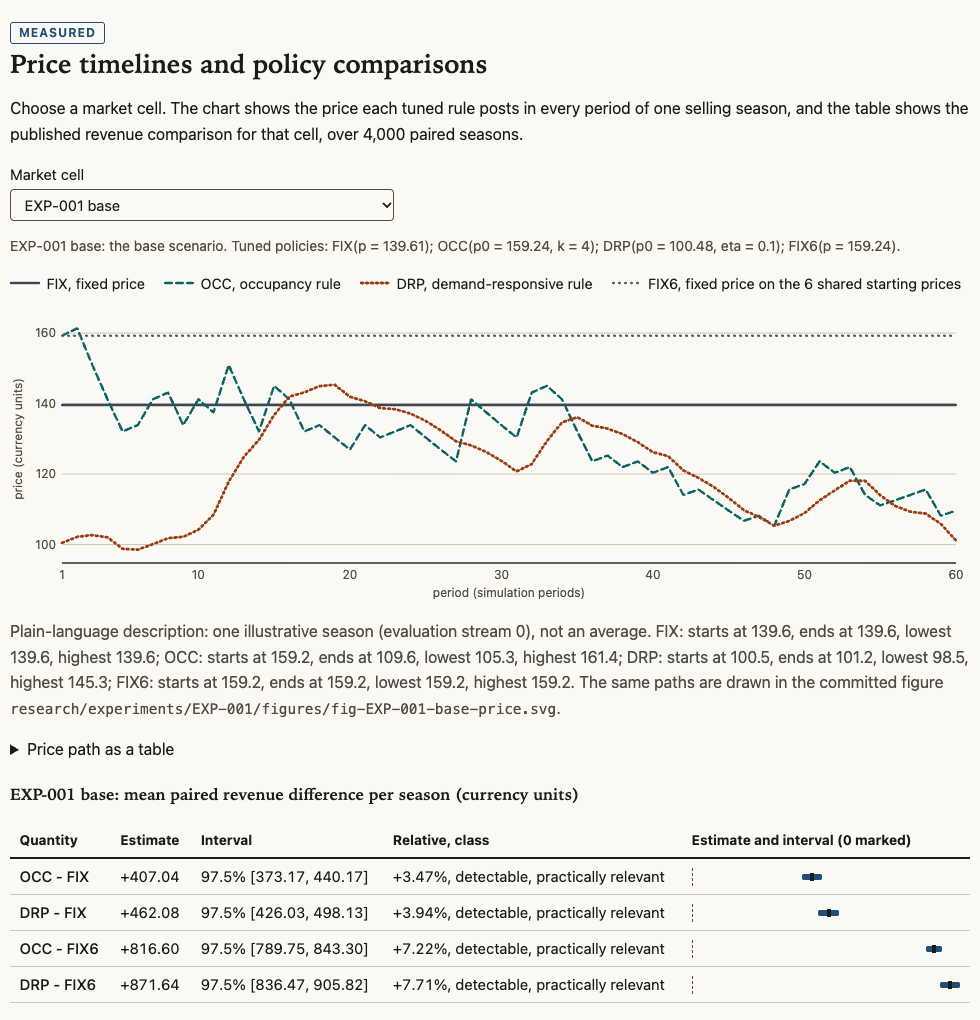 MEASURED
Price timelines and policy comparisons
Choose a market cell. The chart shows the price each tuned rule posts in every period of one selling season, and the table shows the
published revenue comparison for that cell, over 4,000 paired seasons.
Market cell
EXP-001 base
EXP-001 base: the base scenario. Tuned policies: FIX(p = 139.61); OCC(p0 = 159.24, k = 4); DRP(p0 = 100.48, eta = 0.1); FIX6(p = 159.24).
FIX, fixed price OCC, occupancy rule DRP, demand-responsive rule FIX6, fixed price on the 6 shared starting prices
price (currency units)
160
140
120
100
1 10 20 30 40 50 60
period (simulation periods)
Plain-language description: one illustrative season (evaluation stream 0), not an average. FIX: starts at 139.6, ends at 139.6, lowest
139.6, highest 139.6; OCC: starts at 159.2, ends at 109.6, lowest 105.3, highest 161.4; DRP: starts at 100.5, ends at 101.2, lowest 98.5,
highest 145.3; FIX6: starts at 159.2, ends at 159.2, lowest 159.2, highest 159.2. The same paths are drawn in the committed figure
research/experiments/EXP-001/figures/fig-EXP-001-base-price.svg.
Price path as a table
EXP-001 base: mean paired revenue difference per season (currency units)
Quantity Estimate Interval Relative, class Estimate and interval (0 marked)
OCC - FIX +407.04 97.5% [373.17, 440.17] +3.47%, detectable, practically relevant
DRP - FIX +462.08 97.5% [426.03, 498.13] +3.94%, detectable, practically relevant
OCC - FIX6 +816.60 97.5% [789.75, 843.30] +7.22%, detectable, practically relevant
DRP - FIX6 +871.64 97.5% [836.47, 905.82] +7.71%, detectable, practically relevant